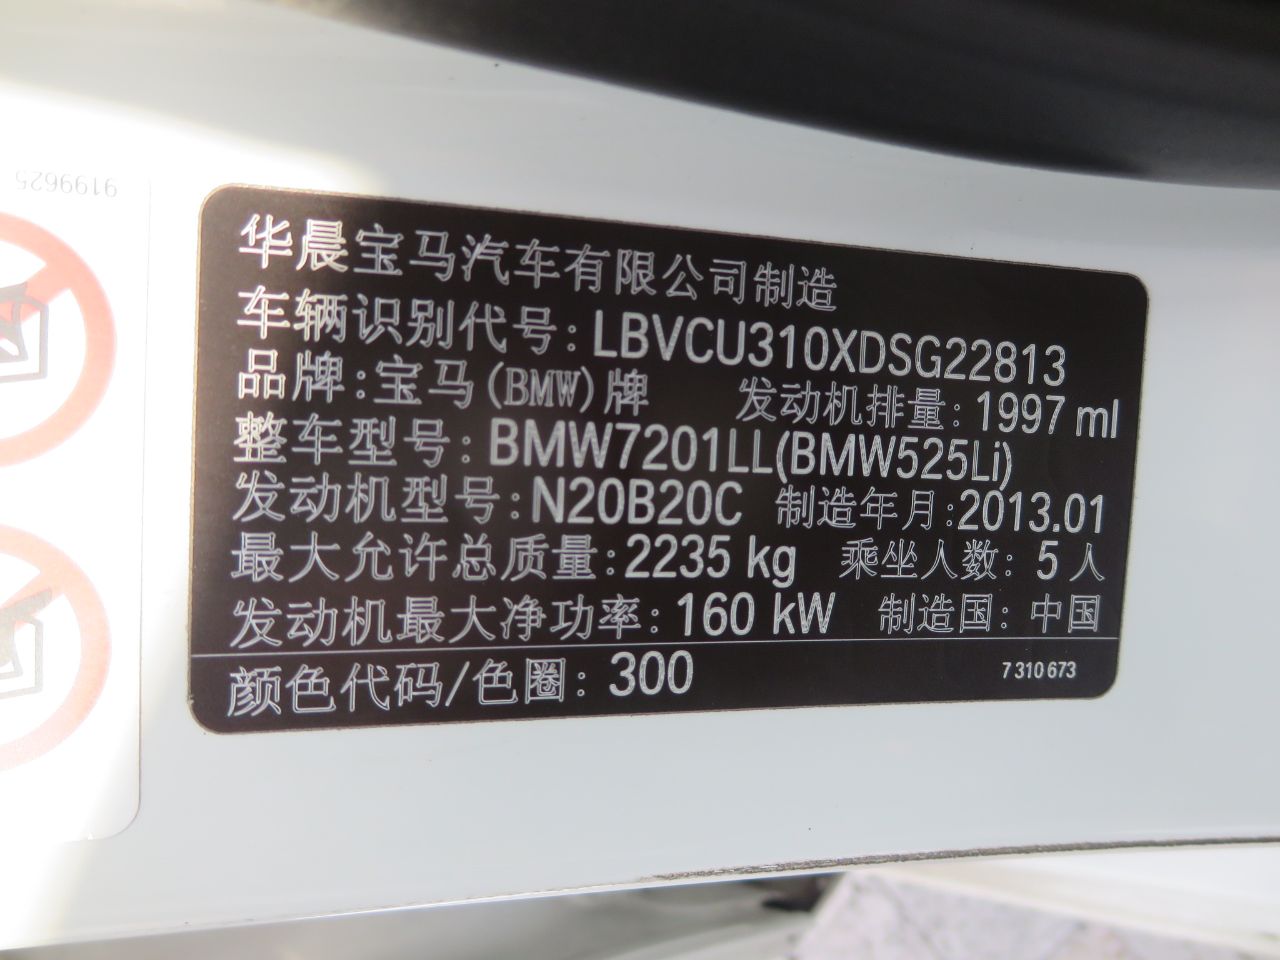 9199625
华晨宝马汽车有限公司制造
车辆识别代号: LBVCU310XDSG22813
品牌:宝马(BMW)牌 发动机排量: 1997 ml
整车型号: BMW7201LL(BMW525Li)
发动机型号: N20B20C 制造年月:2013.01
最大允许总质量: 2235 kg 乘坐人数: 5 人
发动机最大净功率: 160 kW 制造国: 中国
颜色代码/色圈: 300 7 310 673